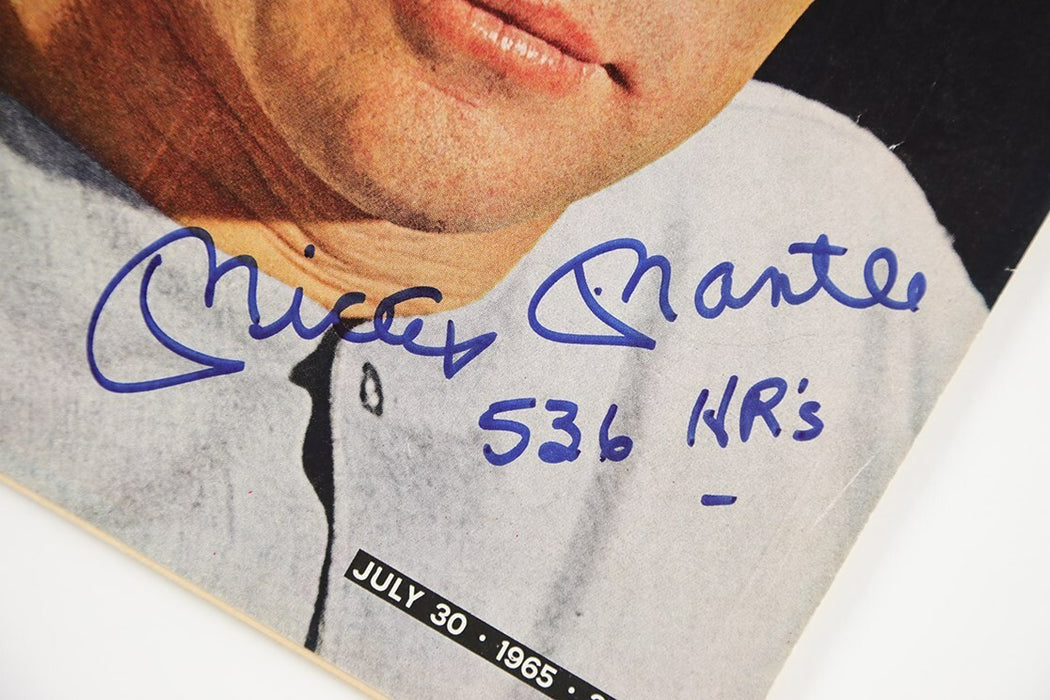 Mickey Mantle
536 HR's
-
JULY 30 · 1965 ·